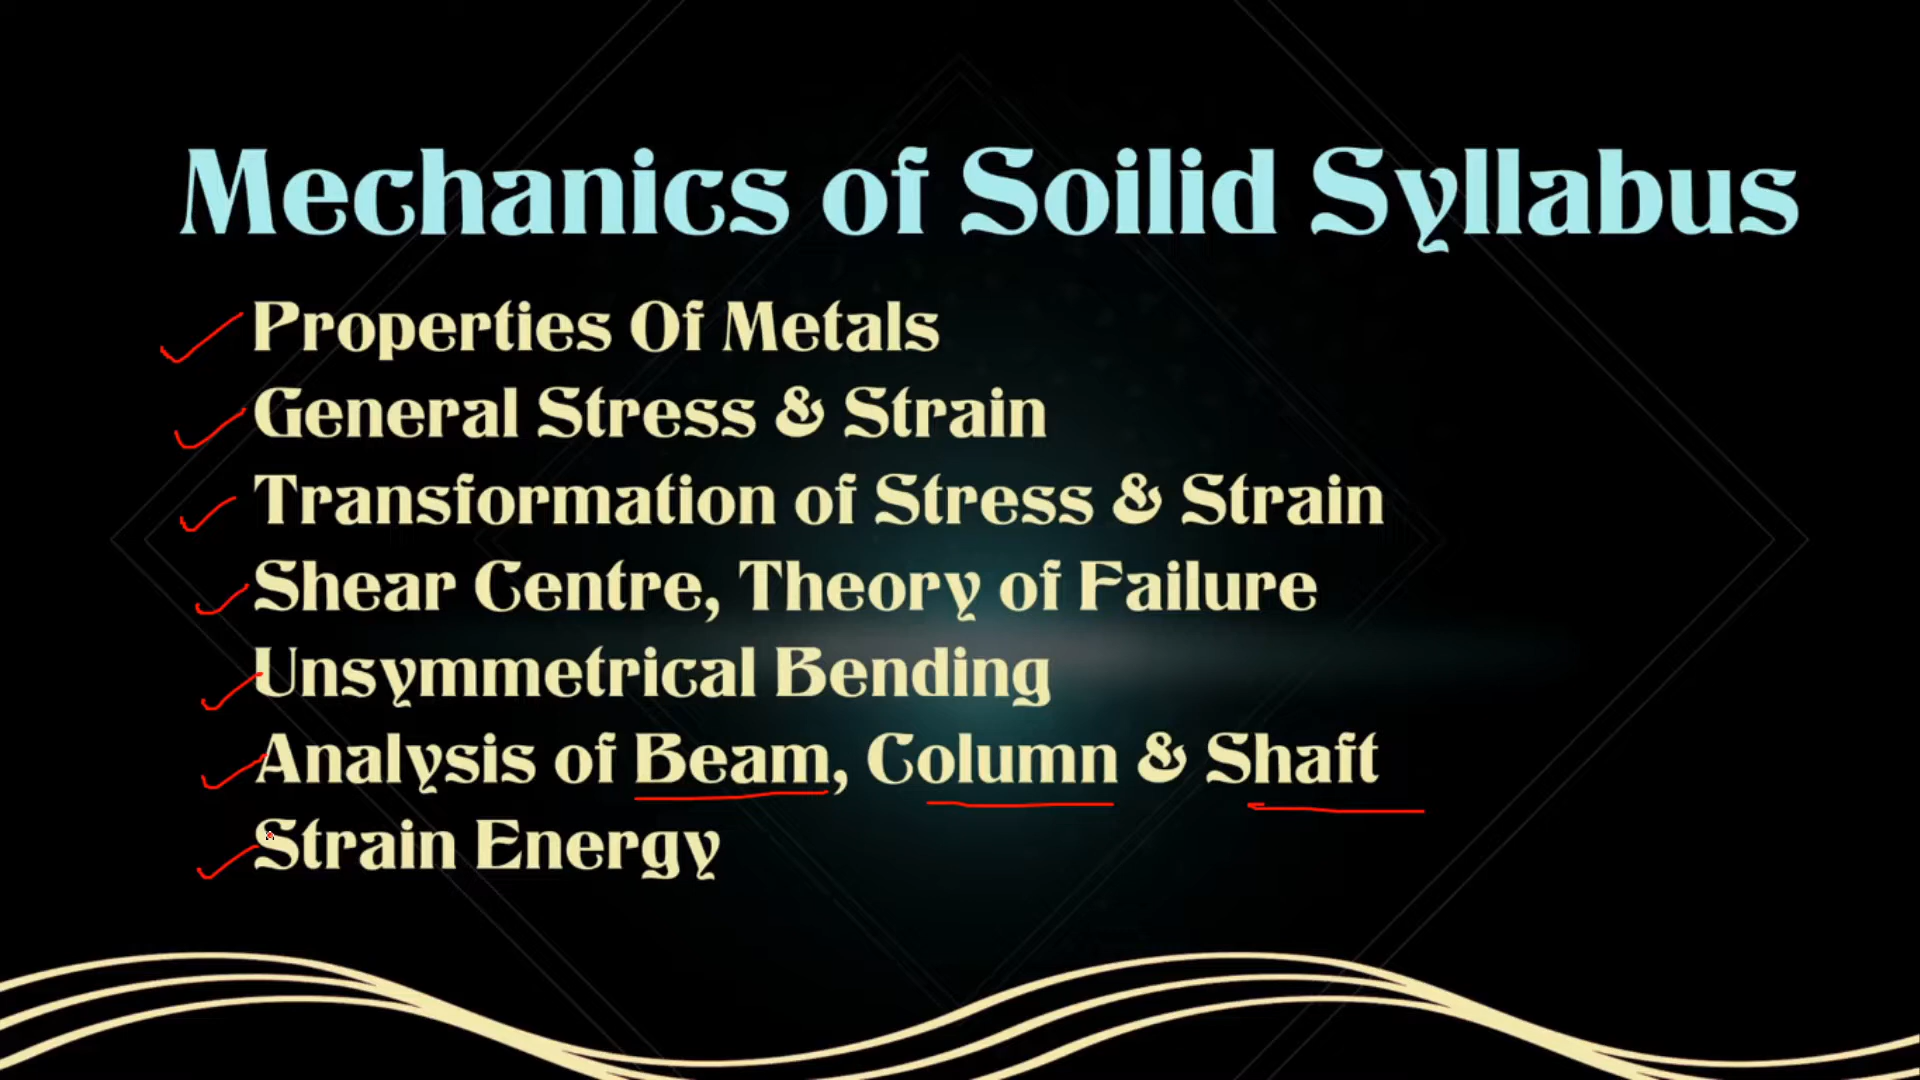 Mechanics of Soilid Syllabus
Properties Of Metals
General Stress & Strain
Transformation of Stress & Strain
Shear Centre, Theory of Failure
Unsymmetrical Bending
Analysis of Beam, Column & Shaft
Strain Energy